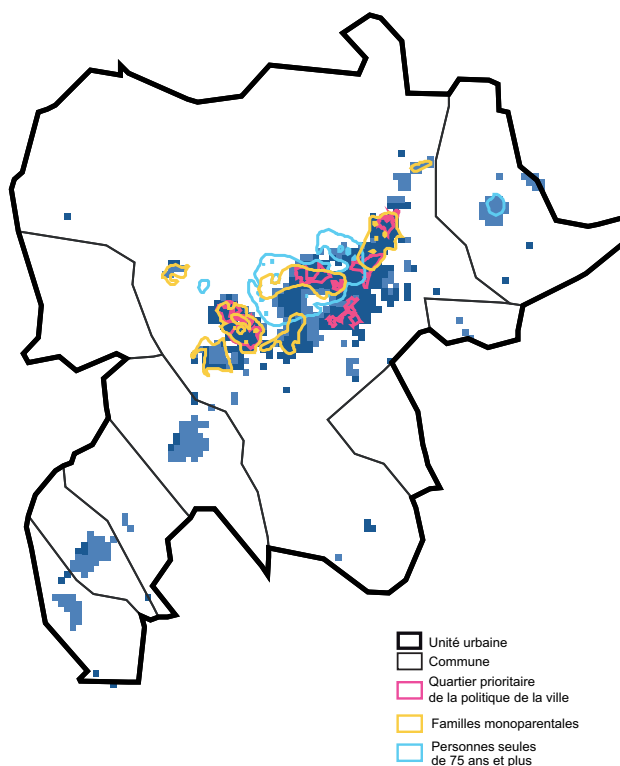 Unité urbaine
Commune
Quartier prioritaire
de la politique de la ville
Familles monoparentales
Personnes seules
de 75 ans et plus